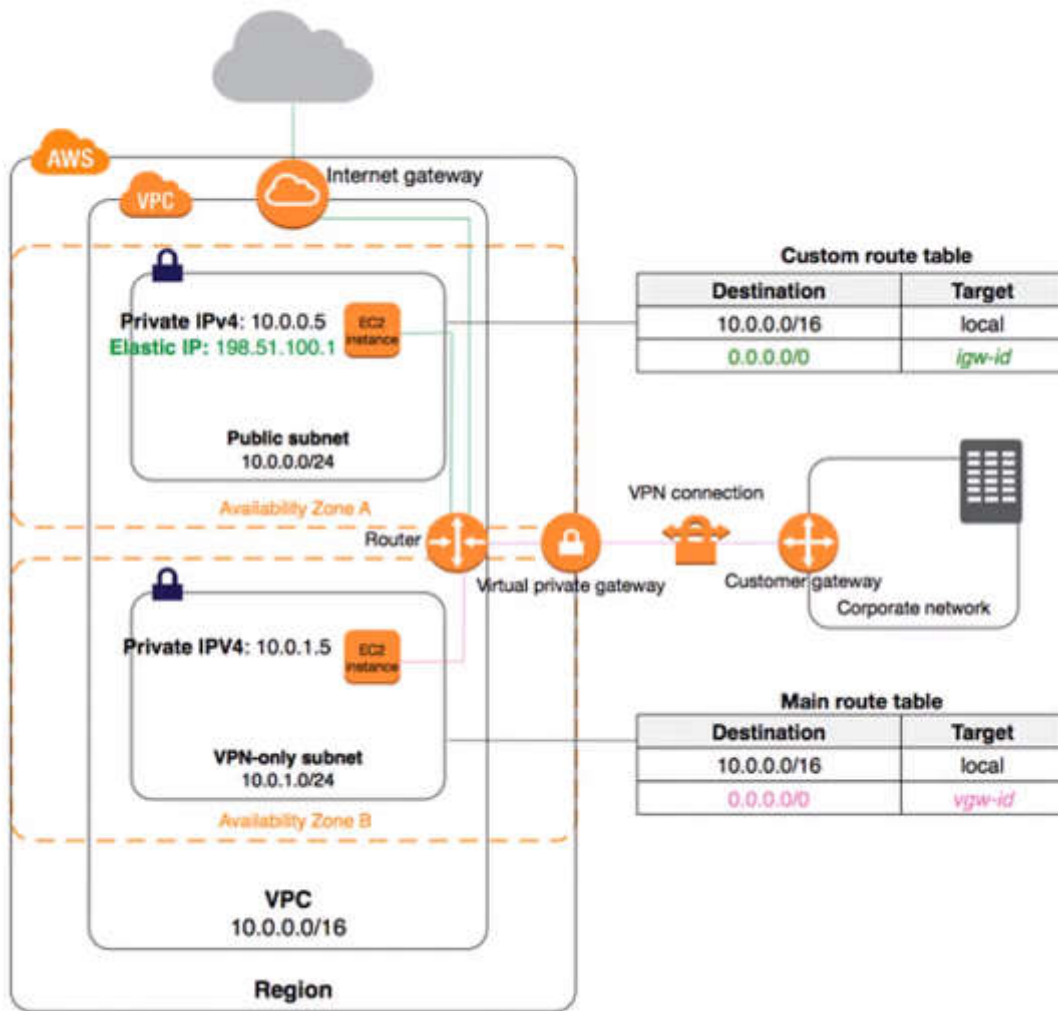 AWS
Internet gateway
VPC
Private IPv4: 10.0.0.5
Elastic IP: 198.51.100.1
EC2
instance
Public subnet
10.0.0.0/24
Availability Zone A
Custom route table
Destination Target
10.0.0.0/16 local
0.0.0.0/0 igw-id
Router
Virtual private gateway
VPN connection
Customer gateway
Corporate network
Private IPV4: 10.0.1.5
EC2
instance
VPN-only subnet
10.0.1.0/24
Availability Zone B
Main route table
Destination Target
10.0.0.0/16 local
0.0.0.0/0 vgw-id
VPC
10.0.0.0/16
Region